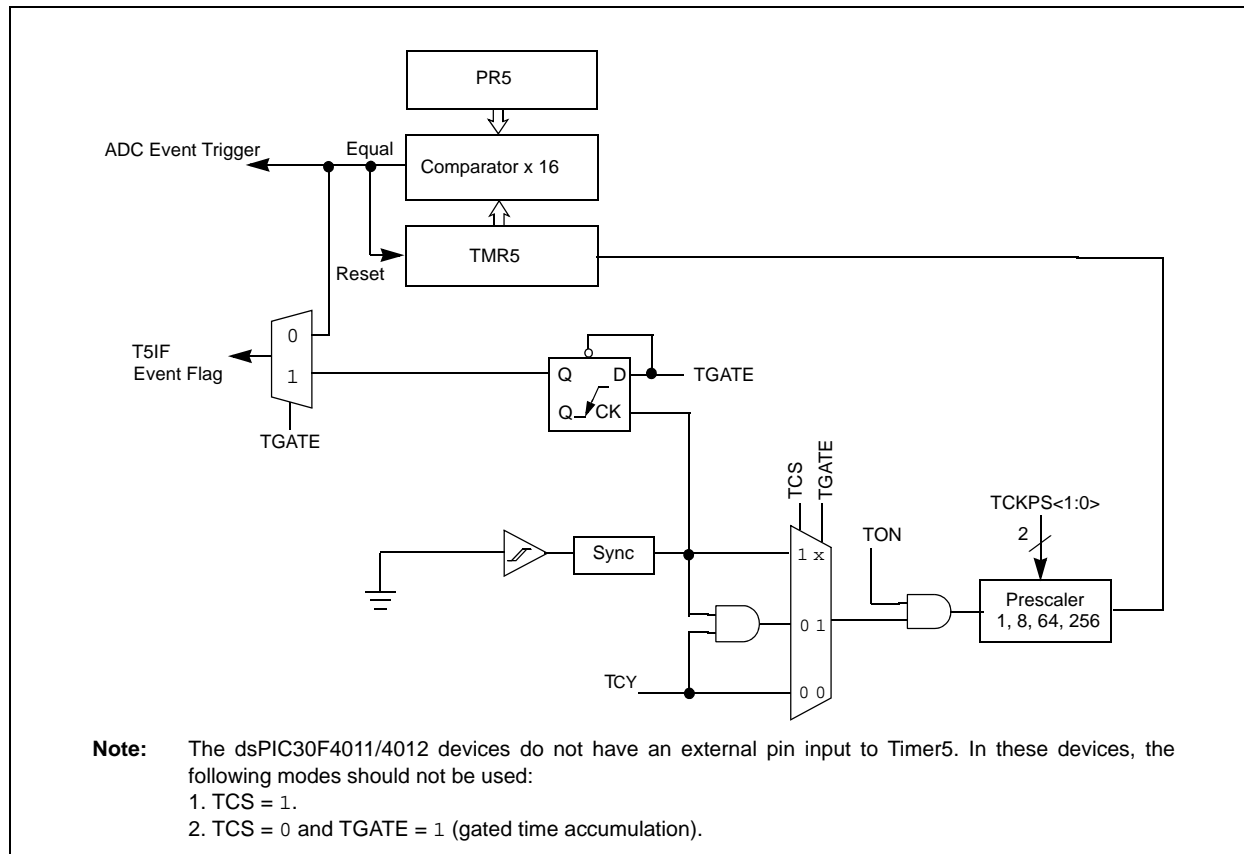 PR5
ADC Event Trigger
Equal
Comparator x 16
TMR5
Reset
0
T5IF
Event Flag
1
TGATE
Q
D
TGATE
Q
CK
TCS
TGATE
TCKPS<1:0>
2
TON
Sync
1 x
Prescaler
1, 8, 64, 256
0 1
TCY
0 0
Note: The dsPIC30F4011/4012 devices do not have an external pin input to Timer5. In these devices, the
following modes should not be used:
1. TCS = 1.
2. TCS = 0 and TGATE = 1 (gated time accumulation).